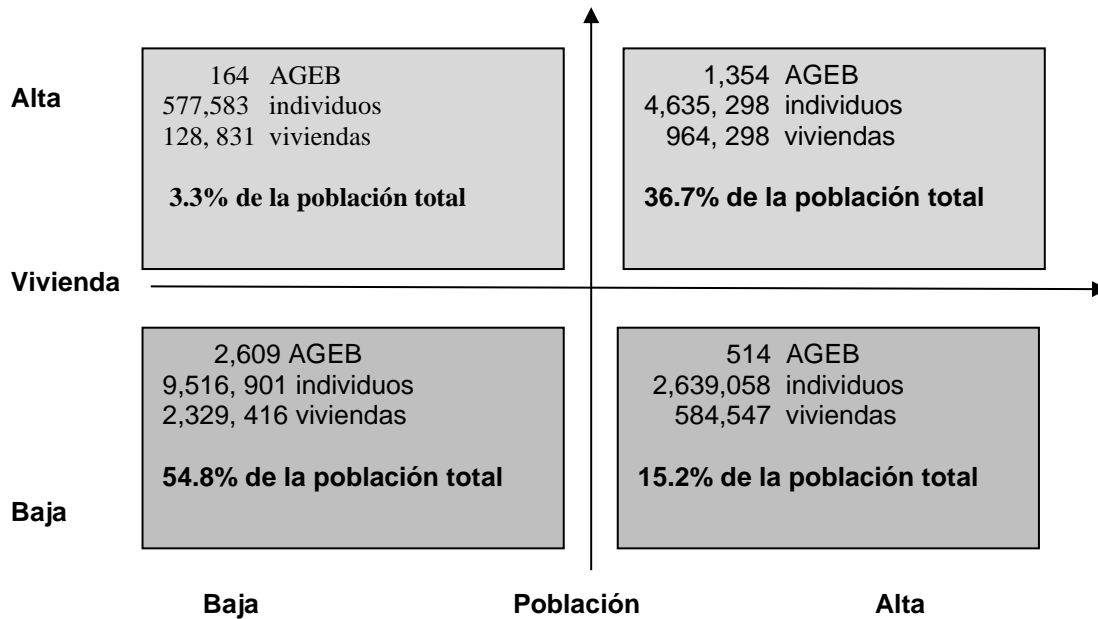 Alta
164 AGEB
577,583 individuos
128, 831 viviendas
3.3% de la población total
1,354 AGEB
4,635, 298 individuos
964, 298 viviendas
36.7% de la población total
Vivienda
2,609 AGEB
9,516, 901 individuos
2,329, 416 viviendas
54.8% de la población total
514 AGEB
2,639,058 individuos
584,547 viviendas
15.2% de la población total
Baja
Baja Población Alta